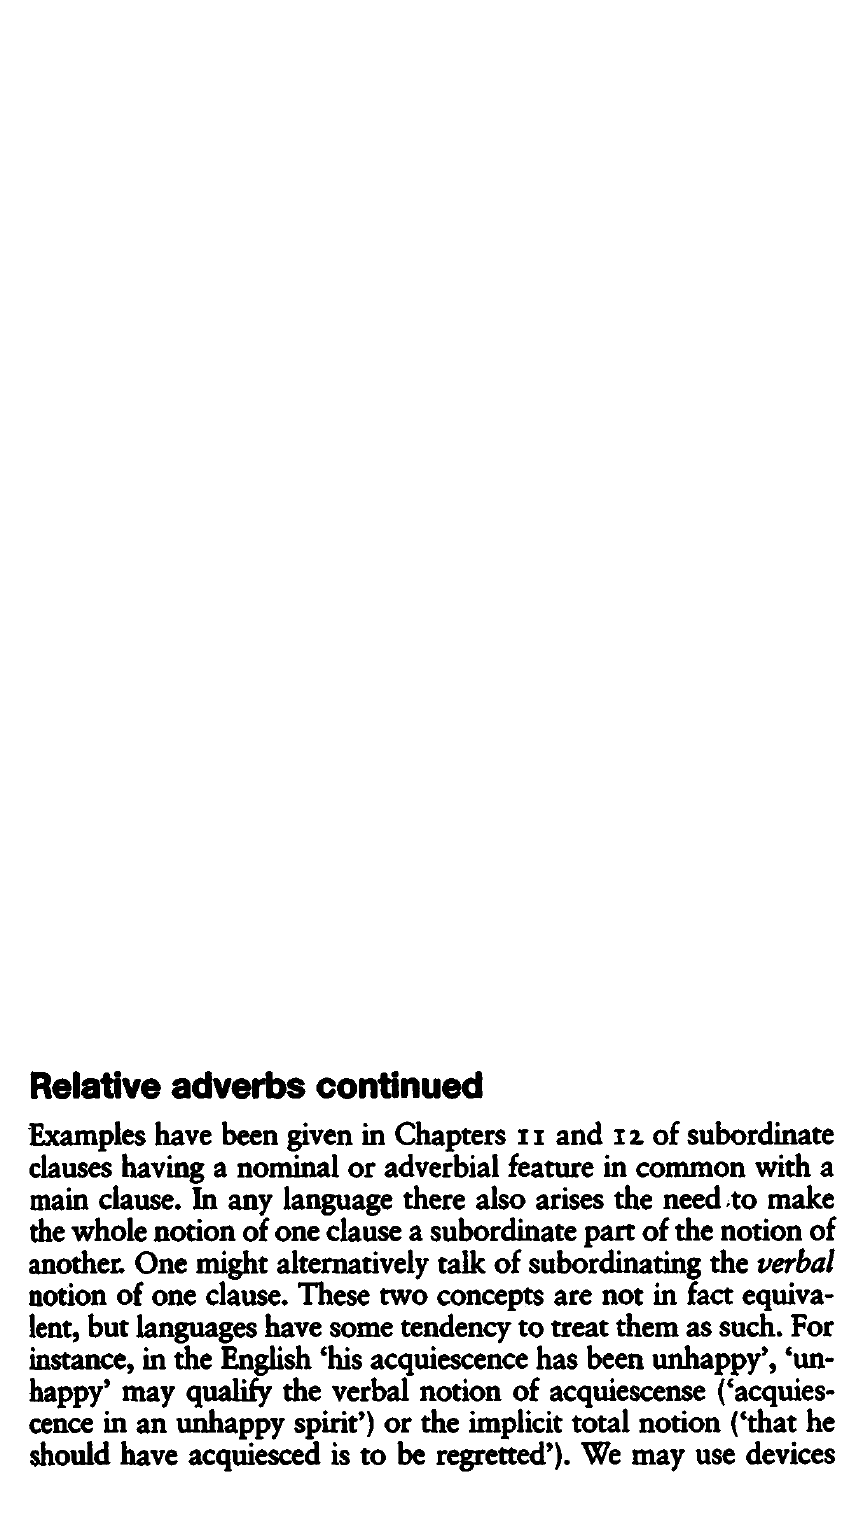 Relative adverbs continued
Examples have been given in Chapters 11 and 12 of subordinate
clauses having a nominal or adverbial feature in common with a
main clause. In any language there also arises the need to make
the whole notion of one clause a subordinate part of the notion of
another. One might alternatively talk of subordinating the verbal
notion of one clause. These two concepts are not in fact equiva-
lent, but languages have some tendency to treat them as such. For
instance, in the English ‘his acquiescence has been unhappy’, ‘un-
happy’ may qualify the verbal notion of acquiescense (‘acquies-
cence in an unhappy spirit’) or the implicit total notion (‘that he
should have acquiesced is to be regretted’). We may use devices